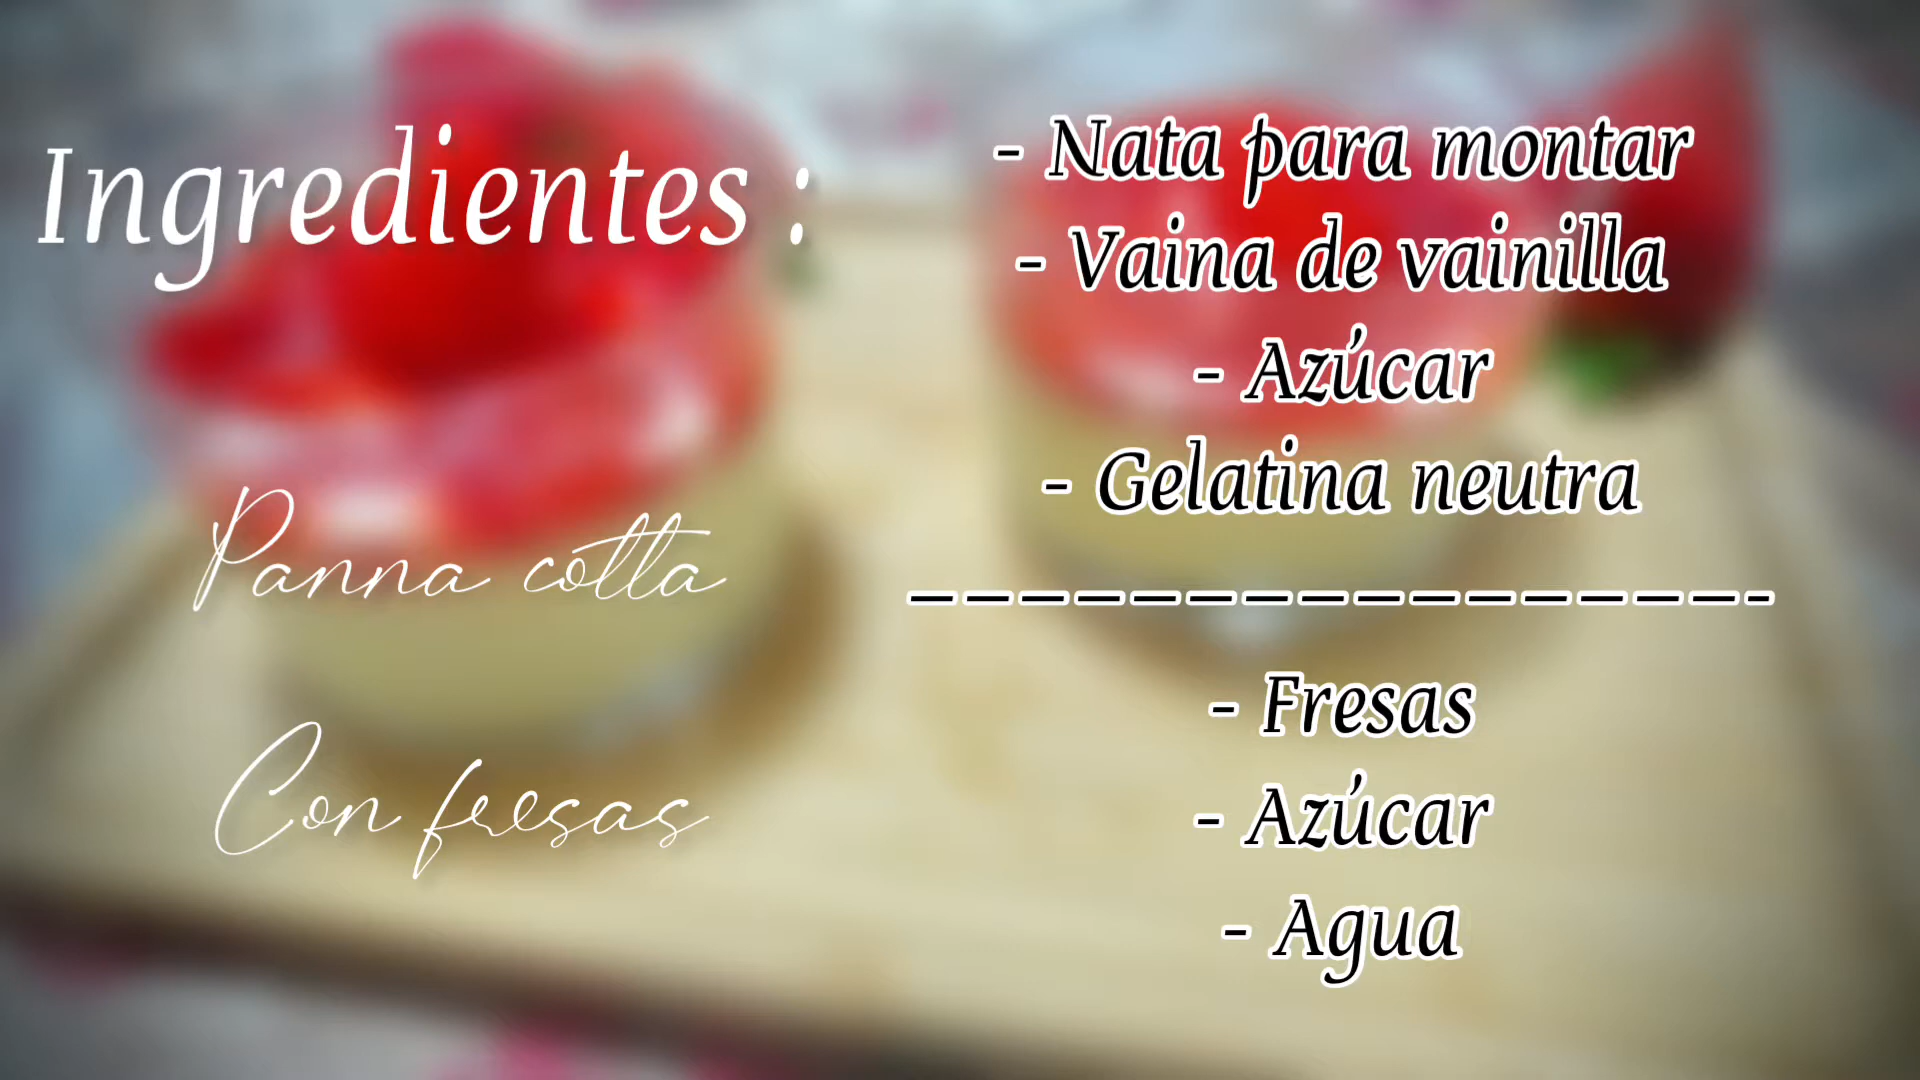 Ingredientes :
Panna cotta
Con fresas
- Nata para montar
- Vaina de vainilla
- Azúcar
- Gelatina neutra
----------------
- Fresas
- Azúcar
- Agua